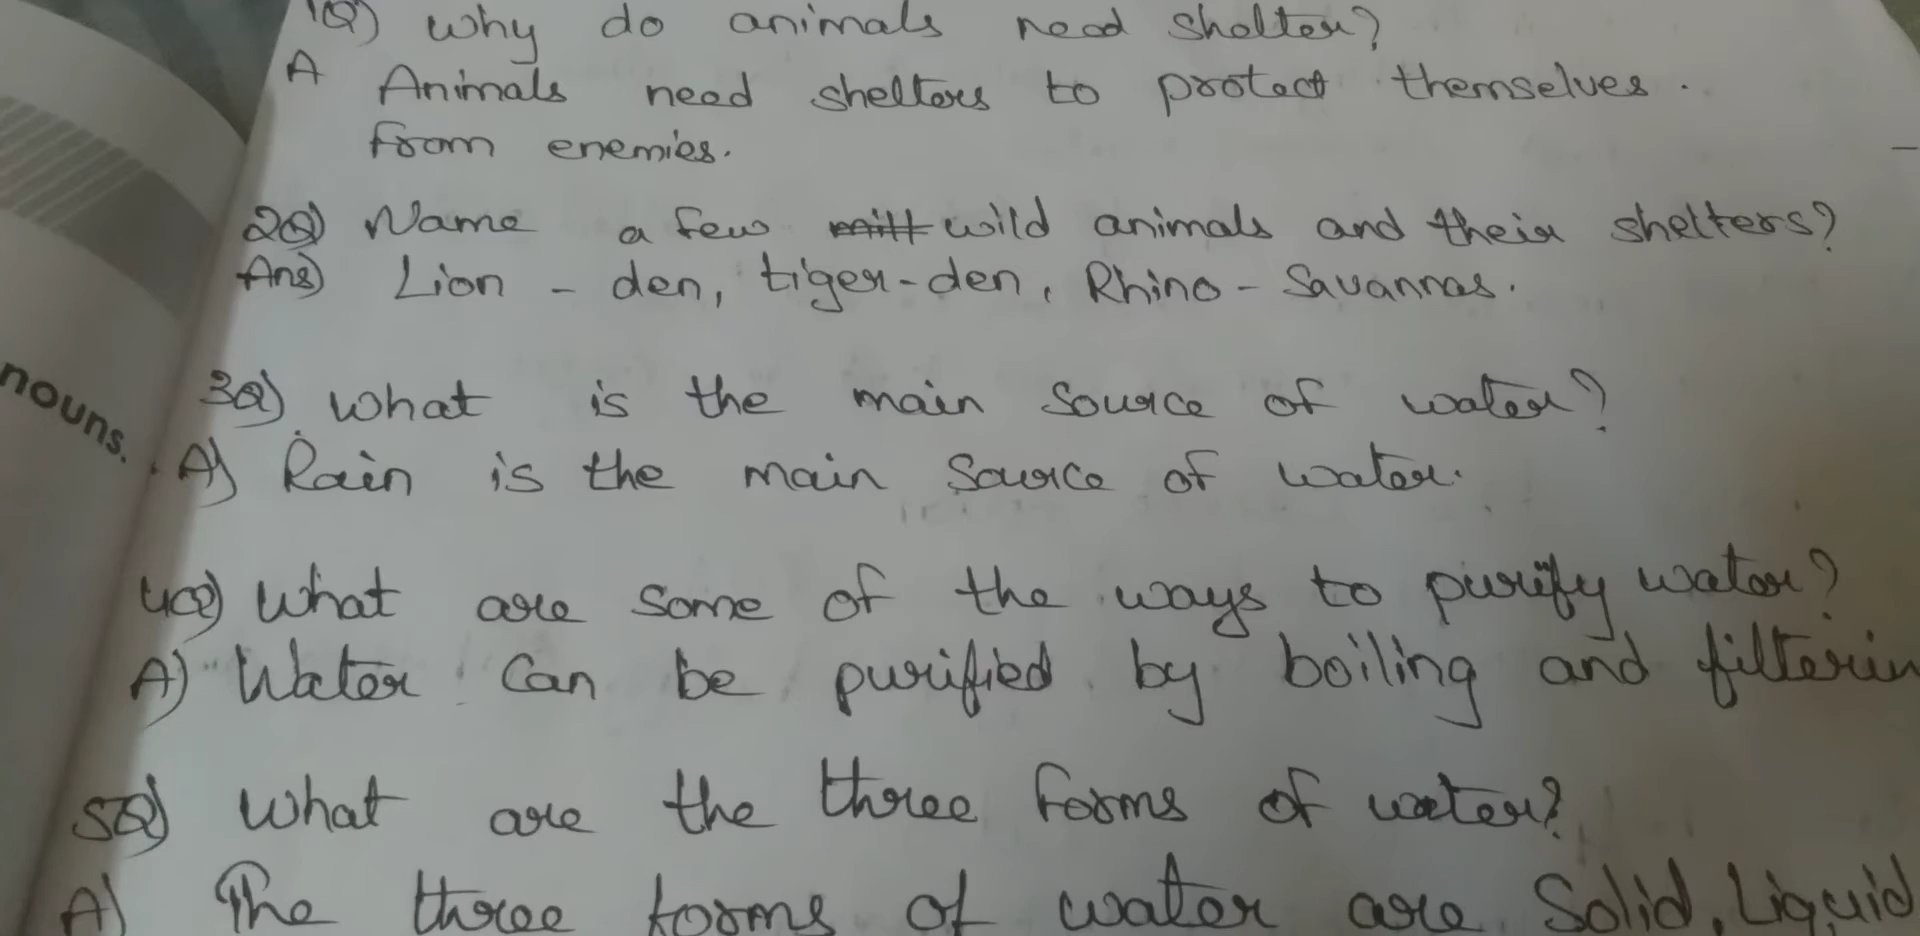 1Q) Why do animals need shelter?
A Animals need shelters to protect themselves.
from enemies.
2Q) Name a few wild animals and their shelters?
Ans) Lion - den, tiger-den, Rhino - Savannas.
3Q) What is the main source of water?
A) Rain is the main source of water.
4Q) What are some of the ways to purify water?
A) Water can be purified by boiling and filterin
5Q) What are the three forms of water?
A) The three forms of water are Solid, Liquid
nouns.